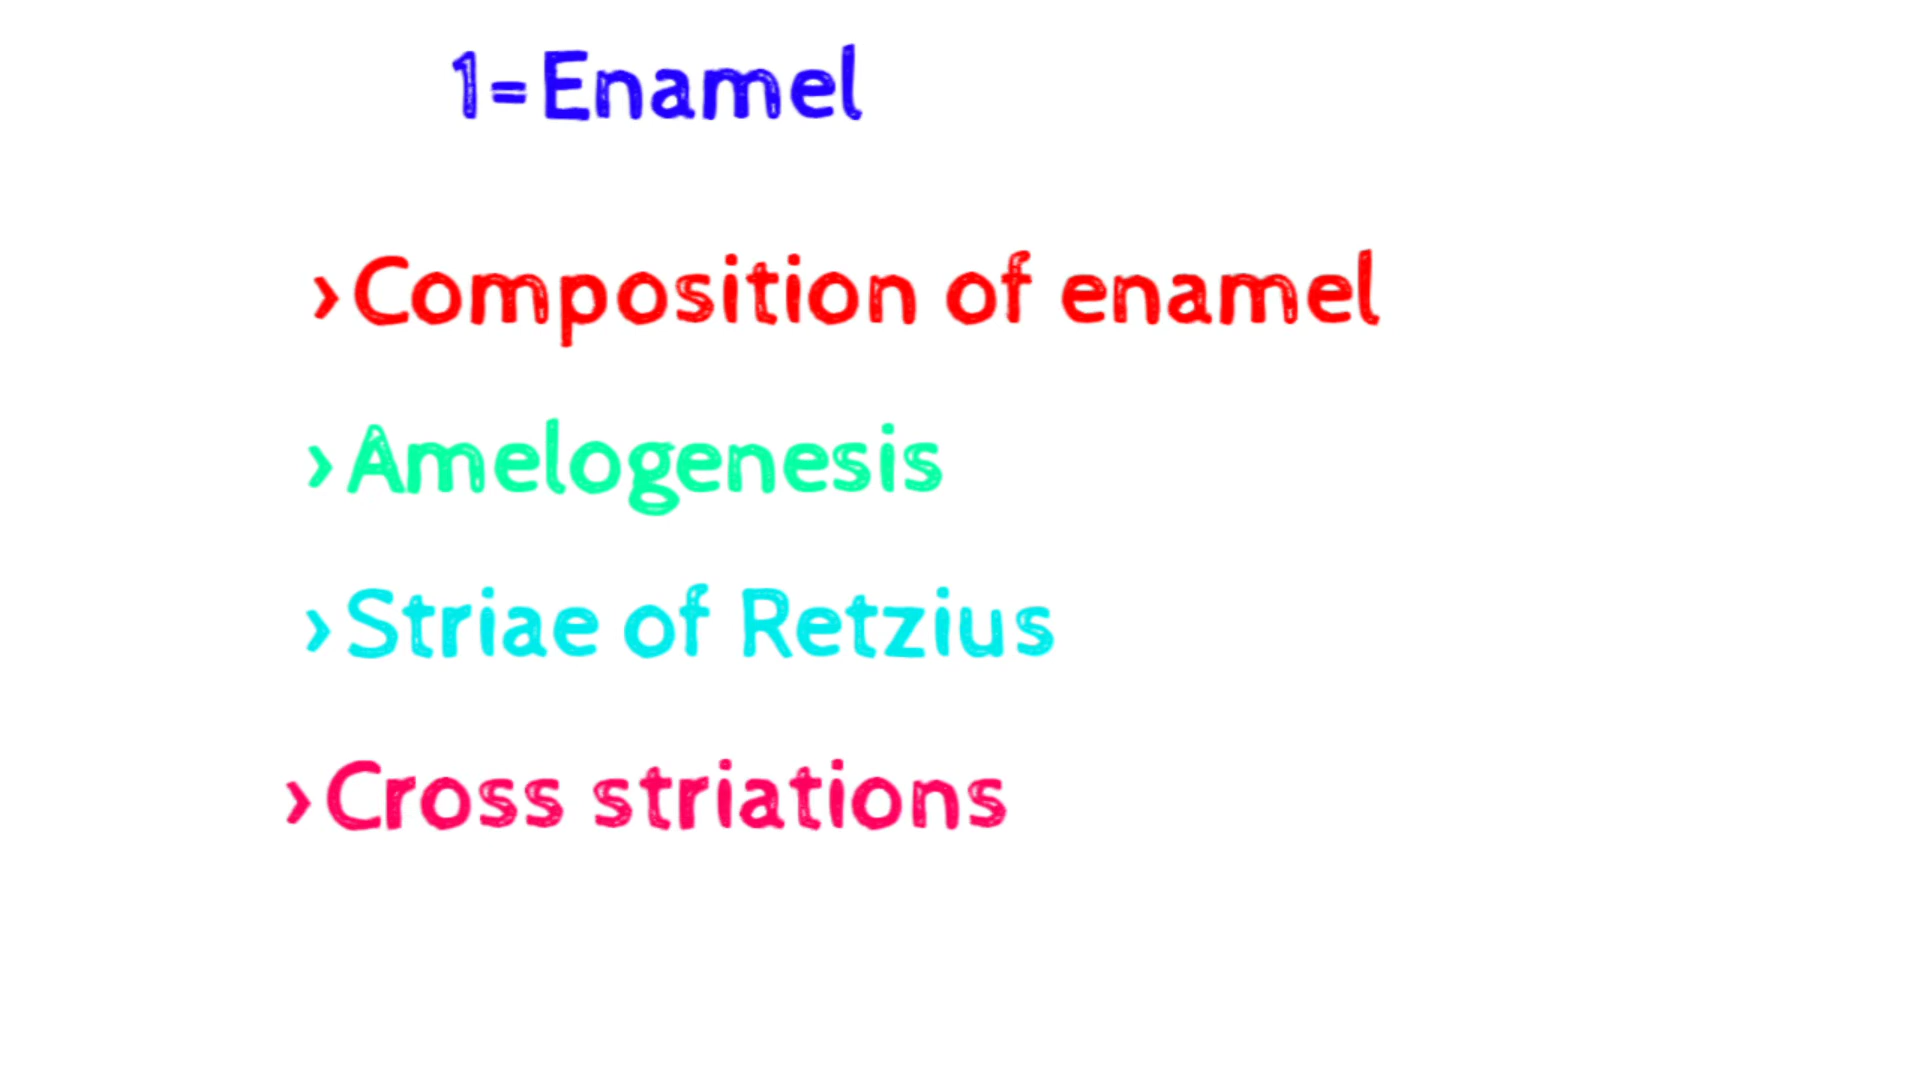 1=Enamel
›Composition of enamel
›Amelogenesis
›Striae of Retzius
›Cross striations